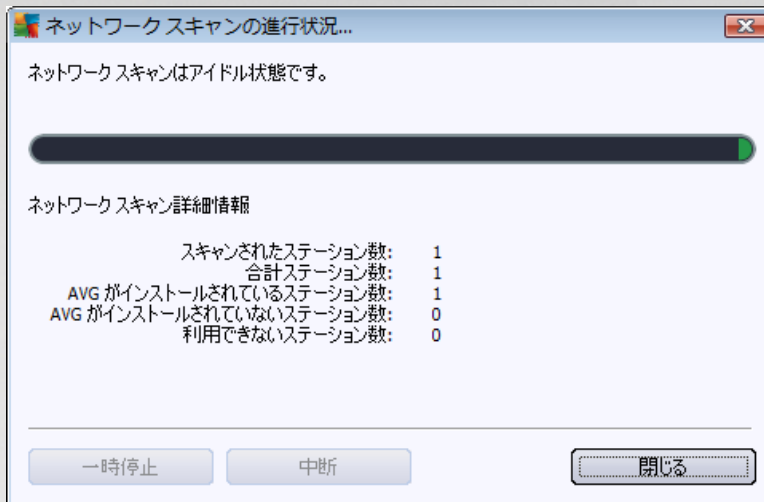 ネットワーク スキャンの進行状況...
ネットワーク スキャンはアイドル状態です。
ネットワーク スキャン詳細情報
スキャンされたステーション数: 1
合計ステーション数: 1
AVG がインストールされているステーション数: 1
AVG がインストールされていないステーション数: 0
利用できないステーション数: 0
一時停止 中断 閉じる